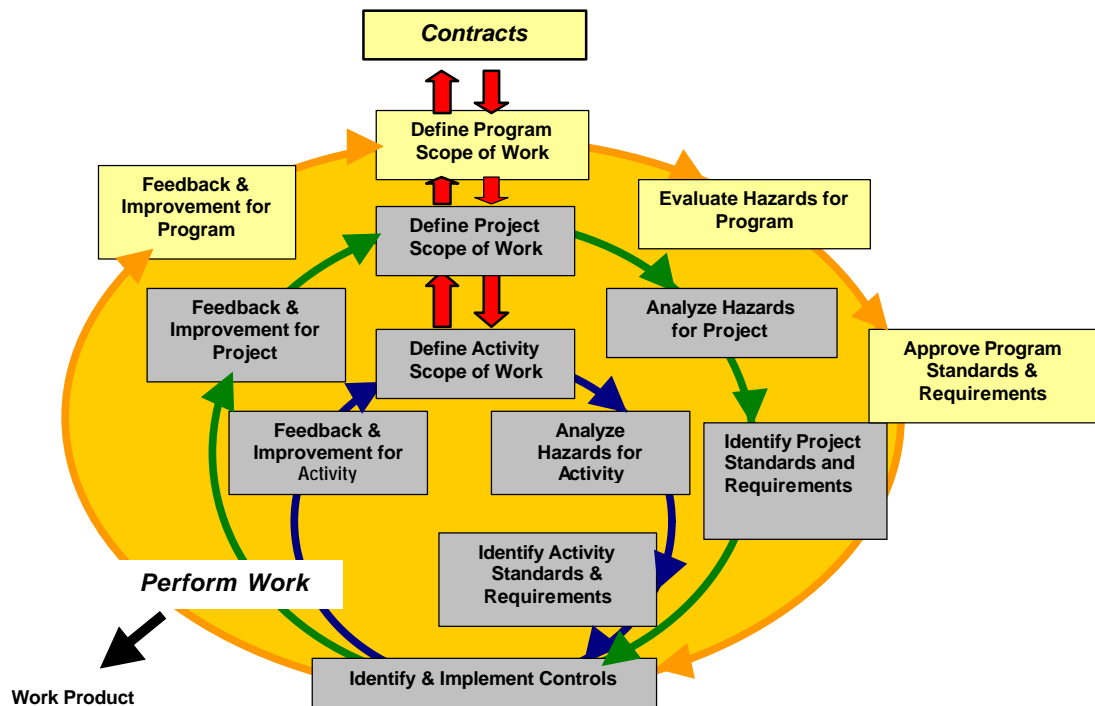 Contracts
Define Program
Scope of Work
Feedback &
Improvement for
Program
Evaluate Hazards for
Program
Define Project
Scope of Work
Feedback &
Improvement for
Project
Analyze Hazards
for Project
Approve Program
Standards &
Requirements
Define Activity
Scope of Work
Feedback &
Improvement for
Activity
Analyze
Hazards for
Activity
Identify Project
Standards and
Requirements
Identify Activity
Standards &
Requirements
Perform Work
Identify & Implement Controls
Work Product